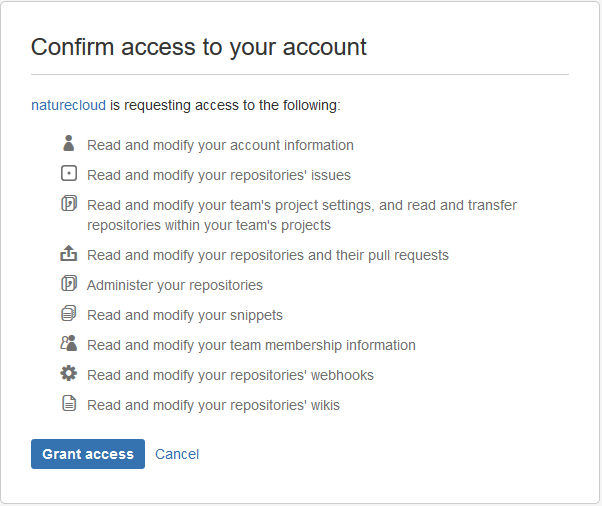 Confirm access to your account
naturecloud is requesting access to the following:
Read and modify your account information
Read and modify your repositories' issues
Read and modify your team's project settings, and read and transfer
repositories within your team's projects
Read and modify your repositories and their pull requests
Administer your repositories
Read and modify your snippets
Read and modify your team membership information
Read and modify your repositories' webhooks
Read and modify your repositories' wikis
Grant access Cancel